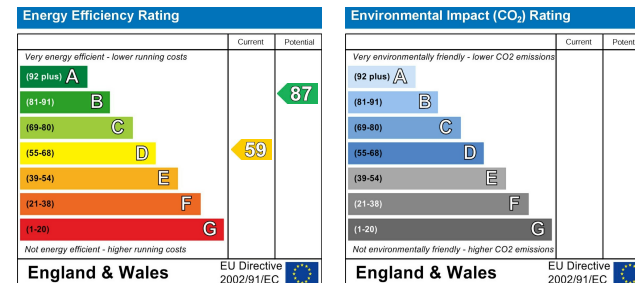 Energy Efficiency Rating
Current Potential
Very energy efficient - lower running costs
(92 plus) A
(81-91) B
87
(69-80) C
(55-68) D
59
(39-54) E
(21-38) F
(1-20) G
Not energy efficient - higher running costs
England & Wales
EU Directive
2002/91/EC
Environmental Impact (CO₂) Rating
Current Potent
Very environmentally friendly - lower CO2 emissions
(92 plus) A
(81-91) B
(69-80) C
(55-68) D
(39-54) E
(21-38) F
(1-20) G
Not environmentally friendly - higher CO2 emissions
England & Wales
EU Directive
2002/91/EC